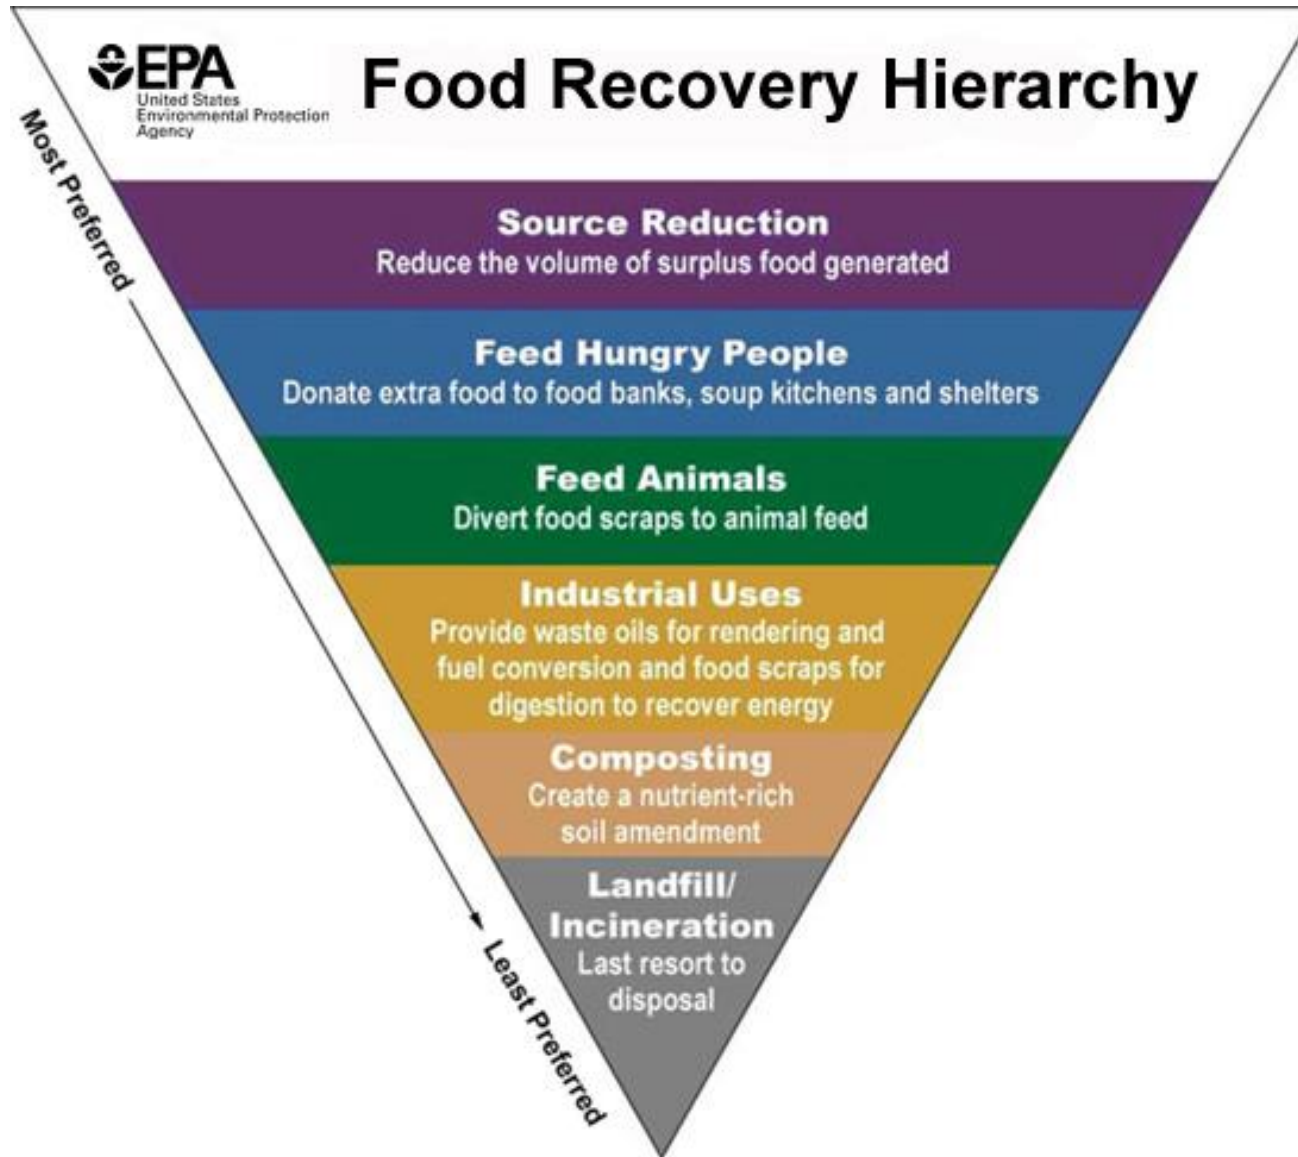 EPA
United States
Environmental Protection
Agency
Food Recovery Hierarchy
Most Preferred
Source Reduction
Reduce the volume of surplus food generated
Feed Hungry People
Donate extra food to food banks, soup kitchens and shelters
Feed Animals
Divert food scraps to animal feed
Industrial Uses
Provide waste oils for rendering and
fuel conversion and food scraps for
digestion to recover energy
Composting
Create a nutrient-rich
soil amendment
Landfill/
Incineration
Last resort to
disposal
Least Preferred